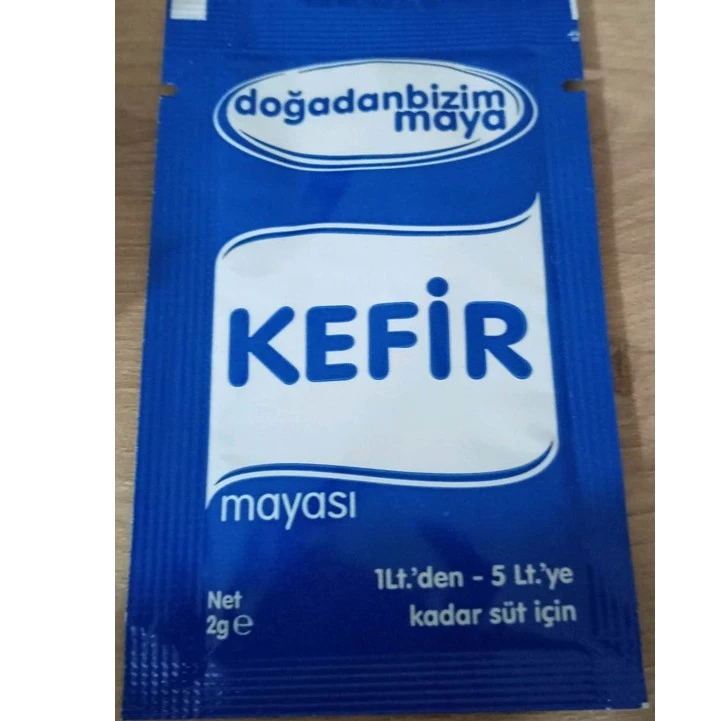 doğadanbizim
maya
KEFİR
mayası
1Lt.'den - 5 Lt.'ye
kadar süt için
Net
2g ℮